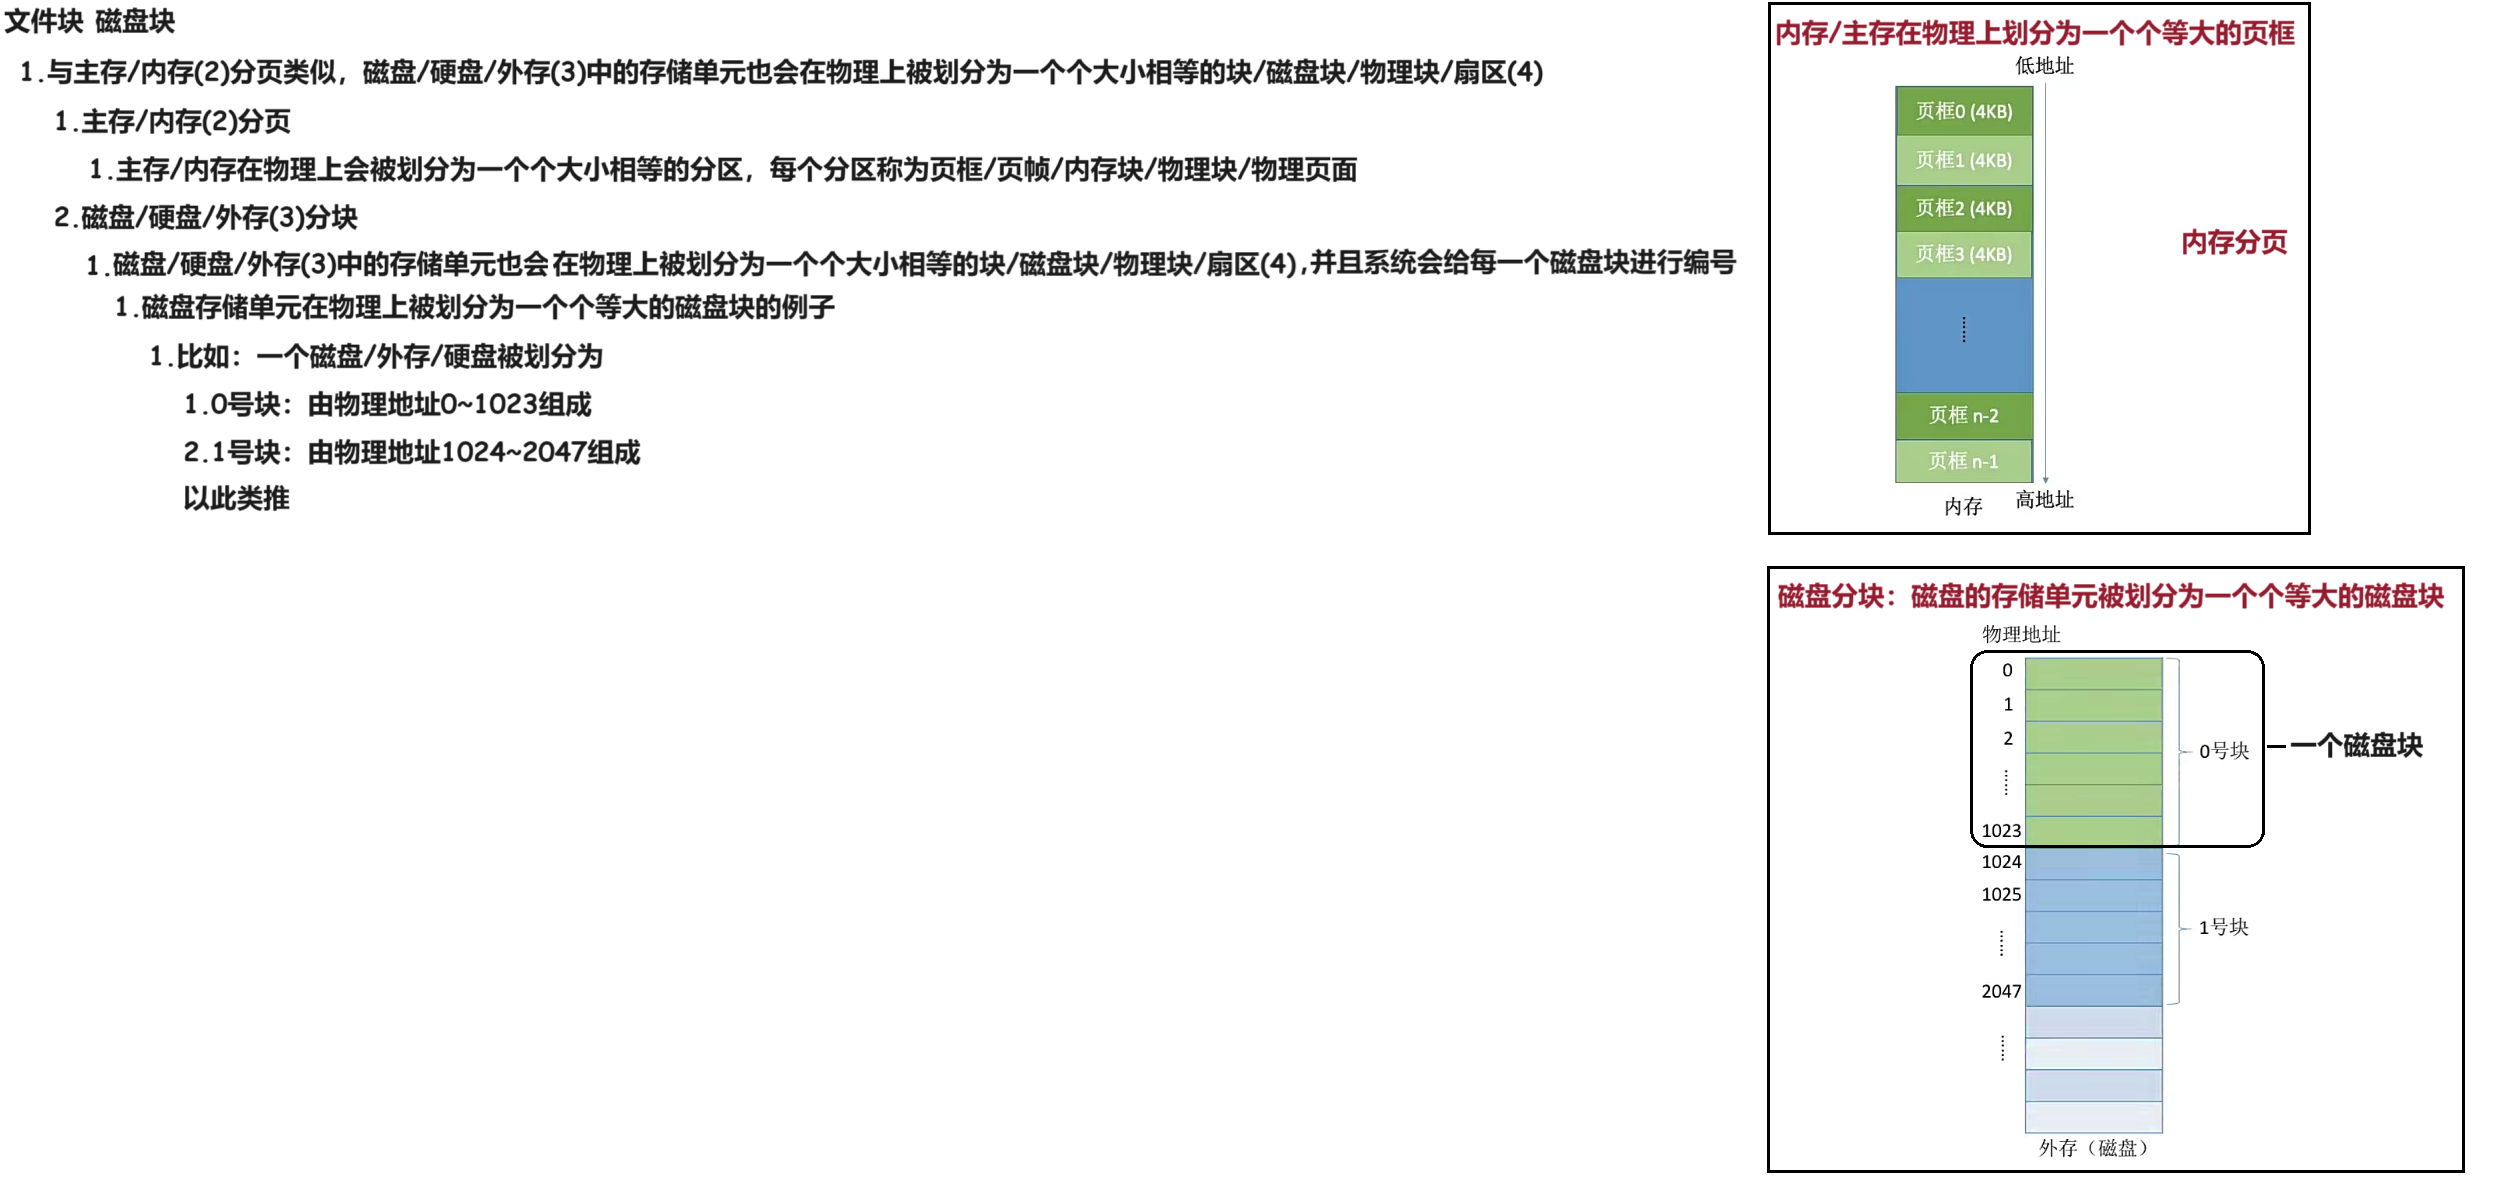 文件块 磁盘块
1.与主存/内存(2)分页类似，磁盘/硬盘/外存(3)中的存储单元也会在物理上被划分为一个个大小相等的块/磁盘块/物理块/扇区(4)
1.主存/内存(2)分页
1.主存/内存在物理上会被划分为一个个大小相等的分区，每个分区称为页框/页帧/内存块/物理块/物理页面
2.磁盘/硬盘/外存(3)分块
1.磁盘/硬盘/外存(3)中的存储单元也会在物理上被划分为一个个大小相等的块/磁盘块/物理块/扇区(4),并且系统会给每一个磁盘块进行编号
1.磁盘存储单元在物理上被划分为一个个等大的磁盘块的例子
1.比如：一个磁盘/外存/硬盘被划分为
1.0号块：由物理地址0~1023组成
2.1号块：由物理地址1024~2047组成
以此类推
内存/主存在物理上划分为一个个等大的页框
低地址
页框0 (4KB)
页框1 (4KB)
页框2 (4KB)
页框3 (4KB)
内存分页
......
页框 n-2
页框 n-1
内存
高地址
磁盘分块：磁盘的存储单元被划分为一个个等大的磁盘块
物理地址
0
1
2
......
1023
0号块
一个磁盘块
1024
1025
......
2047
1号块
......
外存（磁盘）